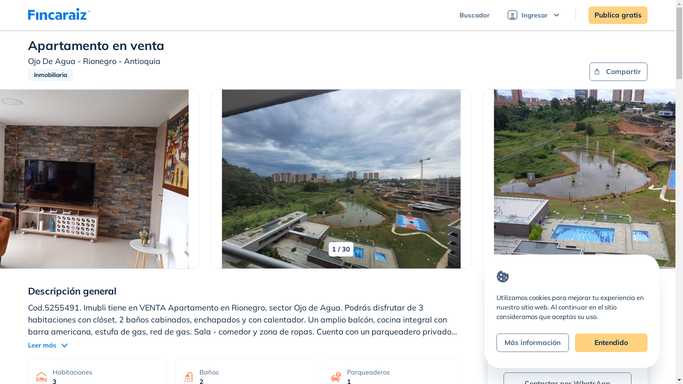 Fincaraiz
Buscador
Ingresar
Publica gratis
Apartamento en venta
Ojo De Agua - Rionegro - Antioquia
Inmobiliaria
Compartir
1 / 30
Descripción general
Cod.5255491. Imubli tiene en VENTA Apartamento en Rionegro, sector Ojo de Agua. Podrás disfrutar de 3
habitaciones con clóset, 2 baños cabinados, enchapados y con calentador. Un amplio balcón, cocina integral con
barra americana, estufa de gas, red de gas. Sala - comedor y zona de ropas. Cuenta con un parqueadero privado...
Leer más
Habitaciones
3
Baños
2
Parqueaderos
1
Utilizamos cookies para mejorar tu experiencia en
nuestro sitio web. Al continuar en el sitio
consideramos que aceptas su uso.
Más información
Entendido
Contactar por WhatsApp